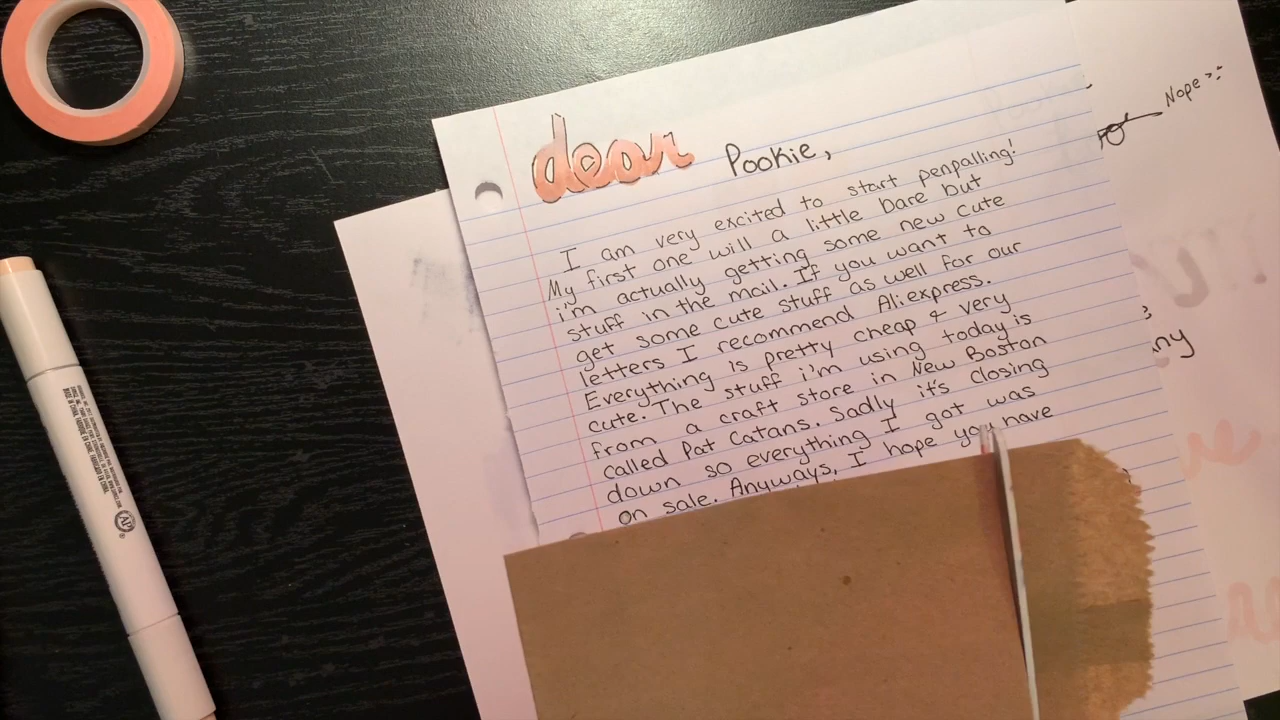 dear Pookie,
I am very excited to start penpalling!
My first one will a little bare but
i'm actually getting some new cute
stuff in the mail. If you want to
get some cute stuff as well for our
letters I recommend Aliexpress.
Everything is pretty cheap & very
cute. The stuff i'm using today is
from a craft store in New Boston
called Pat Catans. Sadly it's closing
down so everything I got was
on sale. Anyways, I hope you have
Nope >: